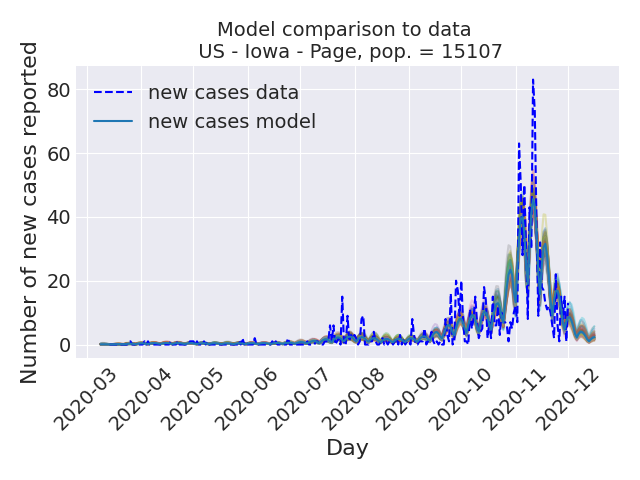 Model comparison to data
US - Iowa - Page, pop. = 15107
Number of new cases reported
80
60
40
20
0
new cases data
new cases model
2020-03
2020-04
2020-05
2020-06
2020-07
2020-08
2020-09
2020-10
2020-11
2020-12
Day